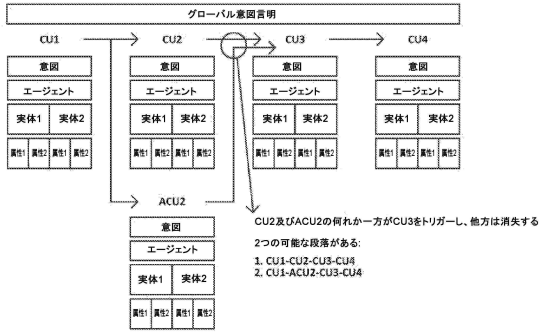 グローバル意図言明
CU1
CU2
CU3
CU4
意図
意図
意図
意図
エージェント
エージェント
エージェント
エージェント
実体1 実体2
実体1 実体2
実体1 実体2
実体1 実体2
属性1 属性2 属性1 属性2
属性1 属性2 属性1 属性2
属性1 属性2 属性1 属性2
属性1 属性2 属性1 属性2
ACU2
意図
エージェント
実体1 実体2
属性1 属性2 属性1 属性2
CU2及びACU2の何れか一方がCU3をトリガーし、他方は消失する
2つの可能な段落がある:
1. CU1-CU2-CU3-CU4
2. CU1-ACU2-CU3-CU4